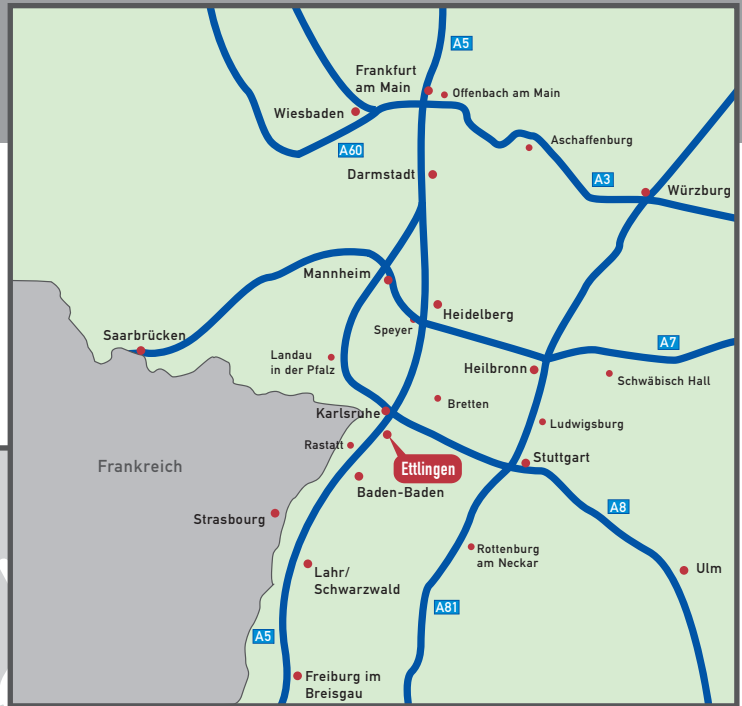 A5
Frankfurt
am Main
Offenbach am Main
Wiesbaden
Aschaffenburg
A60
Darmstadt
A3
Würzburg
Mannheim
Heidelberg
Speyer
Saarbrücken
A7
Landau
in der Pfalz
Heilbronn
Schwäbisch Hall
Bretten
Karlsruhe
Ludwigsburg
Rastatt
Stuttgart
Frankreich
Ettlingen
Baden-Baden
A8
Strasbourg
Rottenburg
am Neckar
Ulm
Lahr/
Schwarzwald
A81
A5
Freiburg im
Breisgau